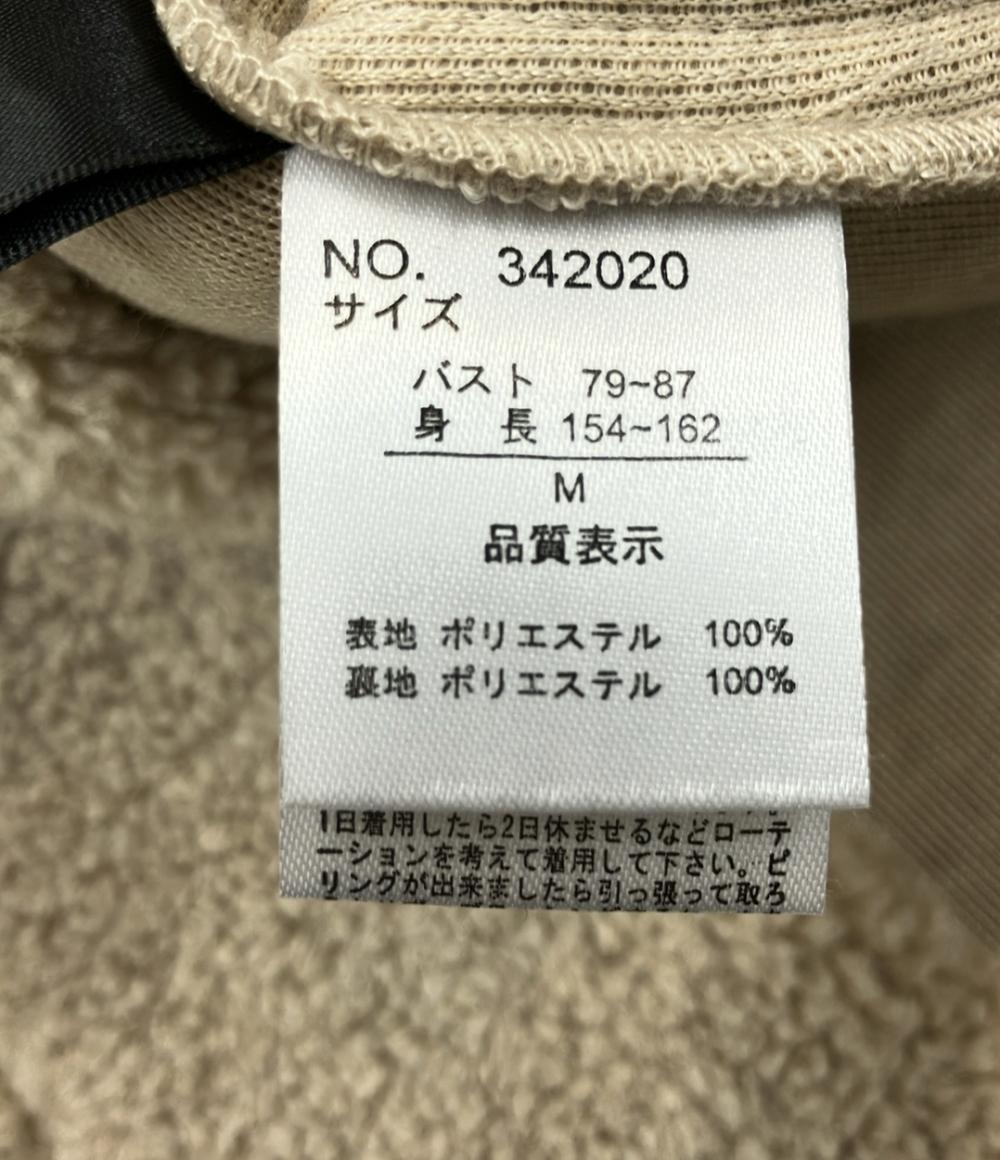 NO. 342020
サイズ
バスト 79~87
身 長 154~162
M
品質表示
表地 ポリエステル 100%
裏地 ポリエステル 100%
1日着用したら2日休ませるなどローテ
ーションを考えて着用して下さい。ピ
リングが出来ましたら引っ張って取ろ